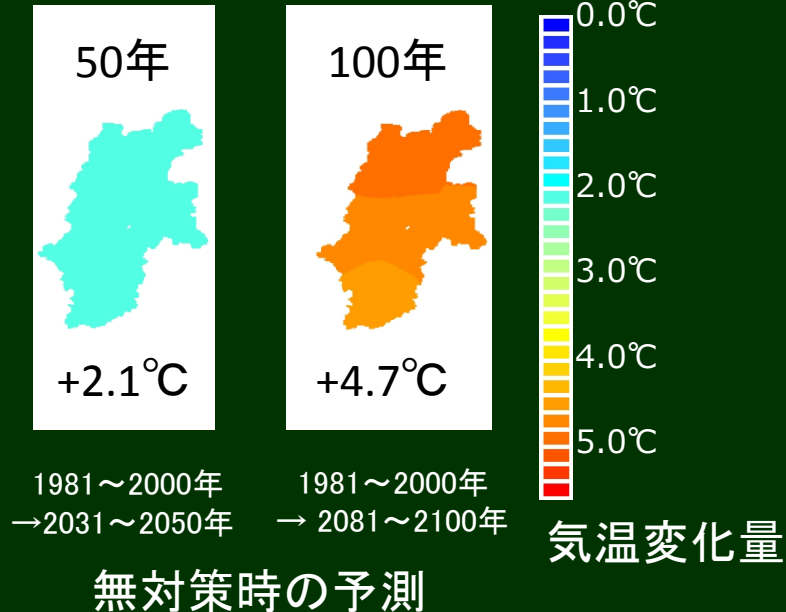 50年
+2.1℃
1981～2000年
→2031～2050年
100年
+4.7℃
1981～2000年
→ 2081～2100年
無対策時の予測
0.0℃
1.0℃
2.0℃
3.0℃
4.0℃
5.0℃
気温変化量